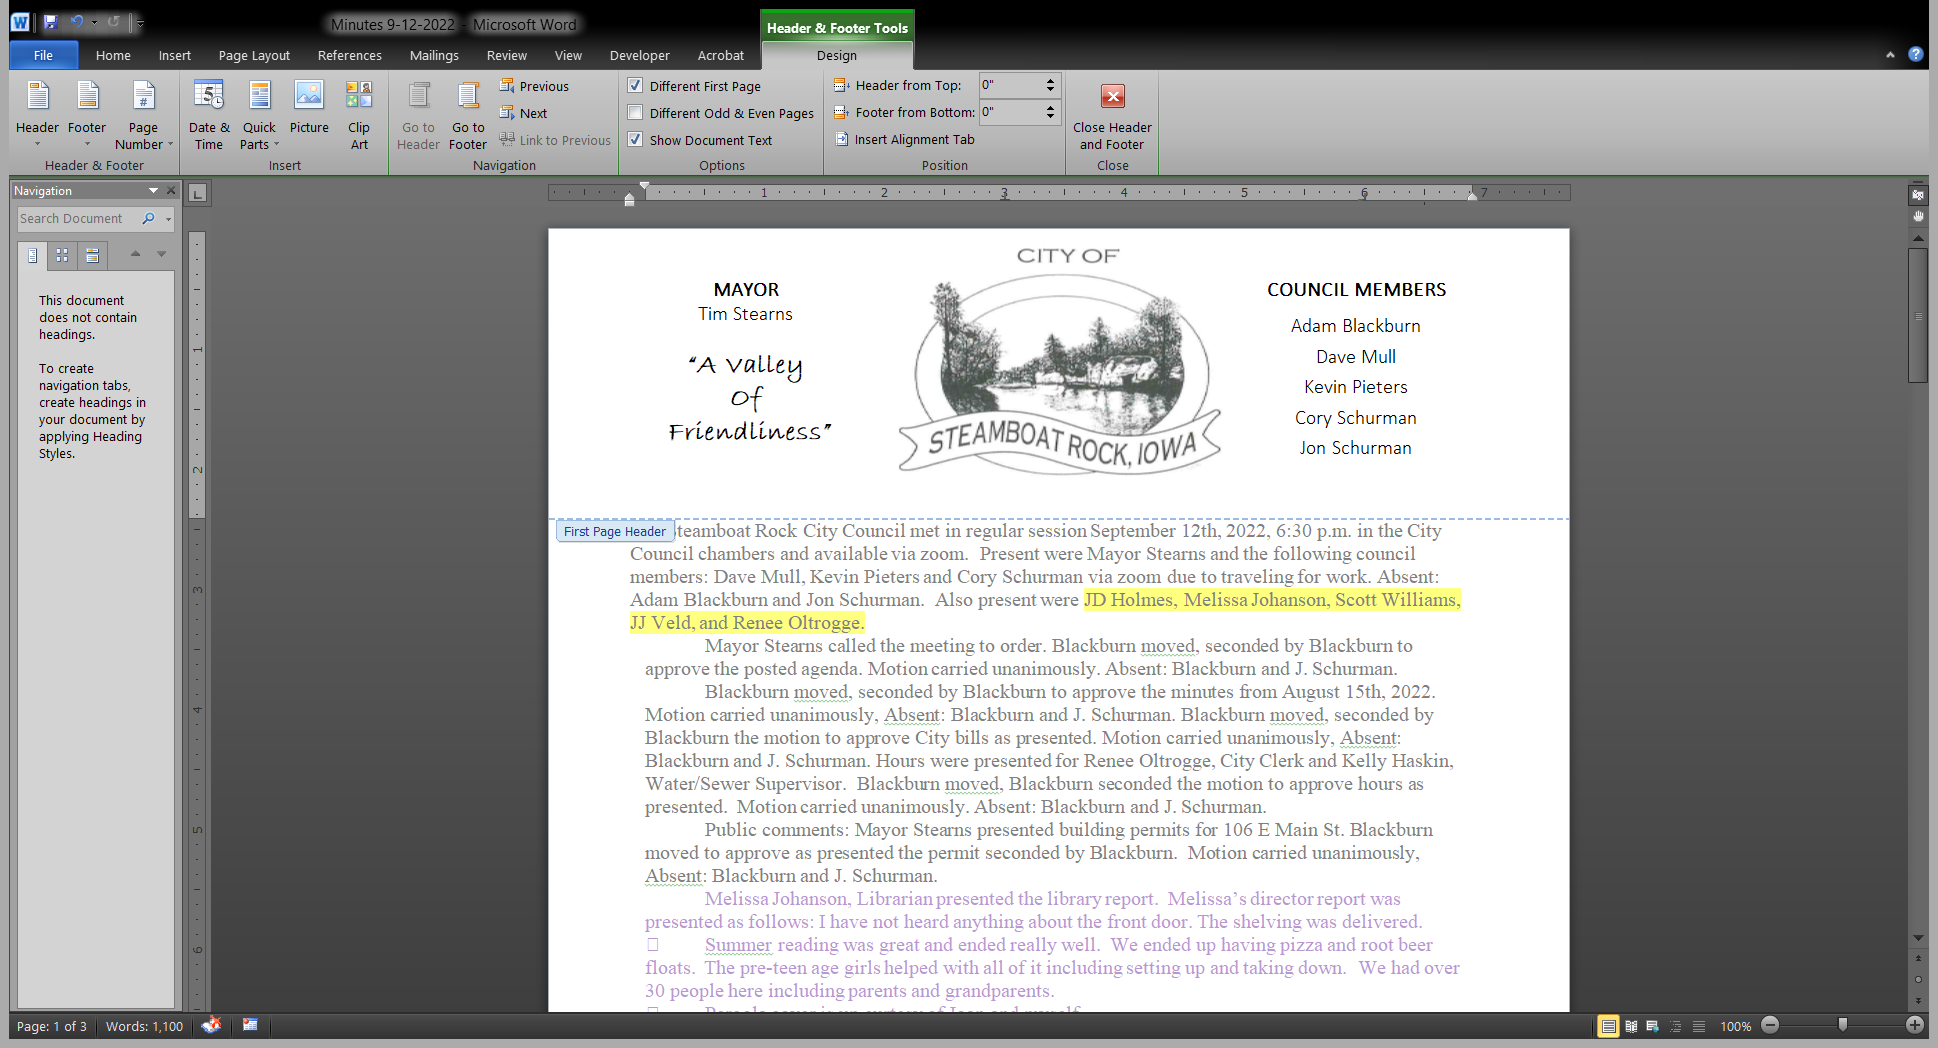 Minutes 9-12-2022 - Microsoft Word
Header & Footer Tools
File Home Insert Page Layout References Mailings Review View Developer Acrobat Design
Header
Footer
Page Number
Header & Footer
Date & Time
Quick Parts
Picture
Clip Art
Insert
Go to Header
Go to Footer
Previous
Next
Link to Previous
Navigation
Different First Page
Different Odd & Even Pages
Show Document Text
Options
Header from Top: 0"
Footer from Bottom: 0"
Insert Alignment Tab
Position
Close Header and Footer
Close
Navigation
Search Document
This document
does not contain
headings.
To create
navigation tabs,
create headings in
your document by
applying Heading
Styles.
L
1 2 3 4 5 6 7
1
2
3
4
5
6
MAYOR
Tim Stearns
"A Valley
Of
Friendliness"
CITY OF
STEAMBOAT ROCK, IOWA
COUNCIL MEMBERS
Adam Blackburn
Dave Mull
Kevin Pieters
Cory Schurman
Jon Schurman
First Page Header
Steamboat Rock City Council met in regular session September 12th, 2022, 6:30 p.m. in the City
Council chambers and available via zoom.  Present were Mayor Stearns and the following council
members: Dave Mull, Kevin Pieters and Cory Schurman via zoom due to traveling for work. Absent:
Adam Blackburn and Jon Schurman.  Also present were JD Holmes, Melissa Johanson, Scott Williams,
JJ Veld, and Renee Oltrogge.
Mayor Stearns called the meeting to order. Blackburn moved, seconded by Blackburn to
approve the posted agenda. Motion carried unanimously. Absent: Blackburn and J. Schurman.
Blackburn moved, seconded by Blackburn to approve the minutes from August 15th, 2022.
Motion carried unanimously, Absent: Blackburn and J. Schurman. Blackburn moved, seconded by
Blackburn the motion to approve City bills as presented. Motion carried unanimously, Absent:
Blackburn and J. Schurman. Hours were presented for Renee Oltrogge, City Clerk and Kelly Haskin,
Water/Sewer Supervisor.  Blackburn moved, Blackburn seconded the motion to approve hours as
presented.  Motion carried unanimously. Absent: Blackburn and J. Schurman.
Public comments: Mayor Stearns presented building permits for 106 E Main St. Blackburn
moved to approve as presented the permit seconded by Blackburn.  Motion carried unanimously,
Absent: Blackburn and J. Schurman.
Melissa Johanson, Librarian presented the library report.  Melissa's director report was
presented as follows: I have not heard anything about the front door. The shelving was delivered.
Summer reading was great and ended really well.  We ended up having pizza and root beer
floats.  The pre-teen age girls helped with all of it including setting up and taking down.  We had over
30 people here including parents and grandparents.
Page: 1 of 3 Words: 1,100 100%